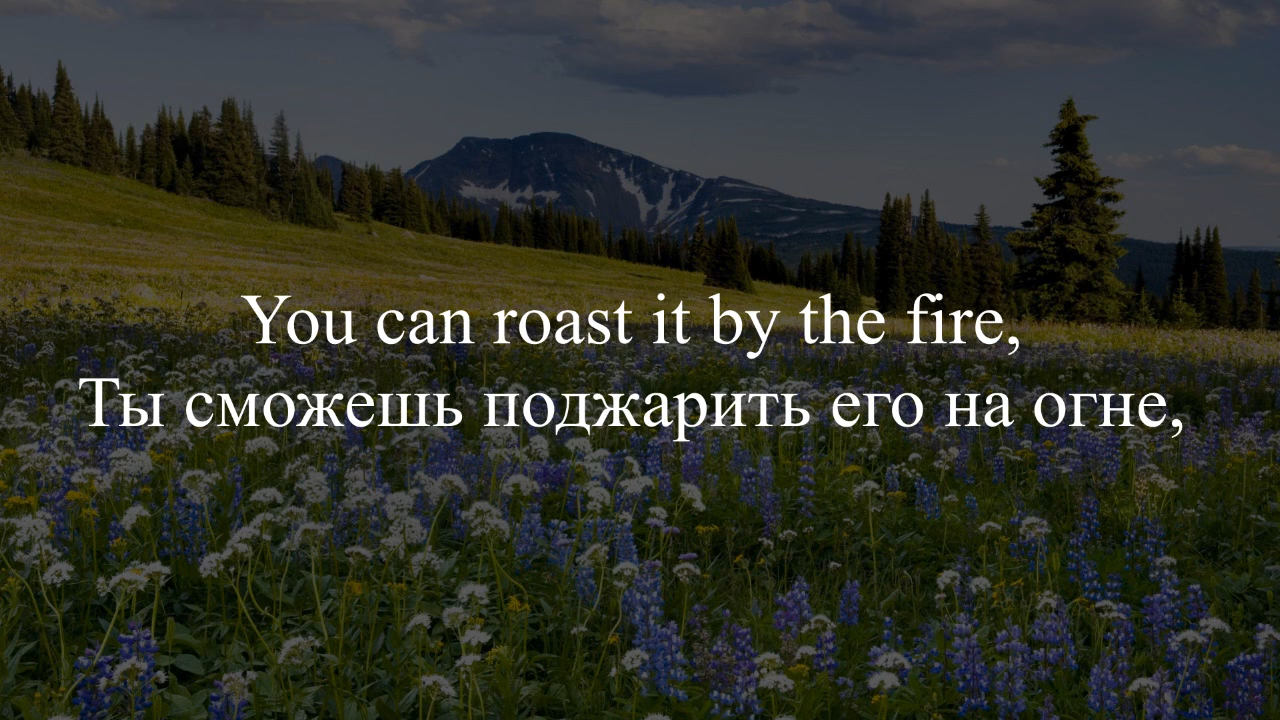 You can roast it by the fire,
Ты сможешь поджарить его на огне,